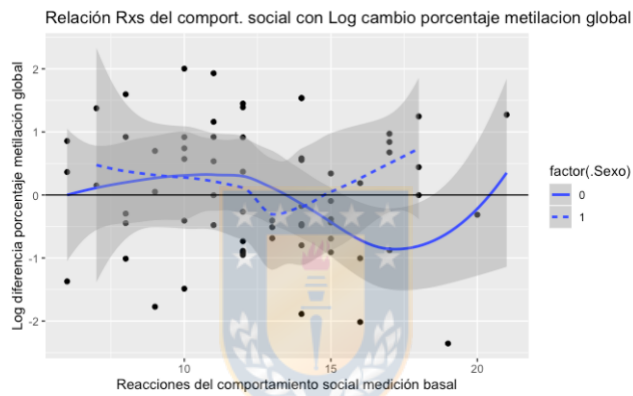 Relación Rxs del comport. social con Log cambio porcentaje metilacion global
Log diferencia porcentaje metilación global
2
1
0
-1
-2
10
15
20
Reacciones del comportamiento social medición basal
factor(.Sexo)
0
1